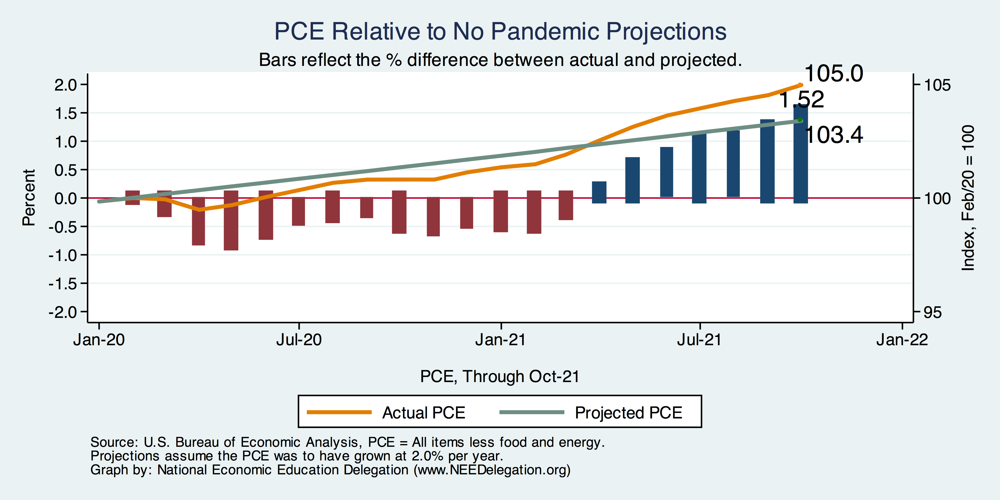 PCE Relative to No Pandemic Projections
Bars reflect the % difference between actual and projected.
105.0
1.52
103.4
2.0
1.5
1.0
0.5
0.0
-0.5
-1.0
-1.5
-2.0
Percent
105
100
95
Index, Feb/20 = 100
Jan-20 Jul-20 Jan-21 Jul-21 Jan-22
PCE, Through Oct-21
Actual PCE Projected PCE
Source: U.S. Bureau of Economic Analysis, PCE = All items less food and energy.
Projections assume the PCE was to have grown at 2.0% per year.
Graph by: National Economic Education Delegation (www.NEEDelegation.org)